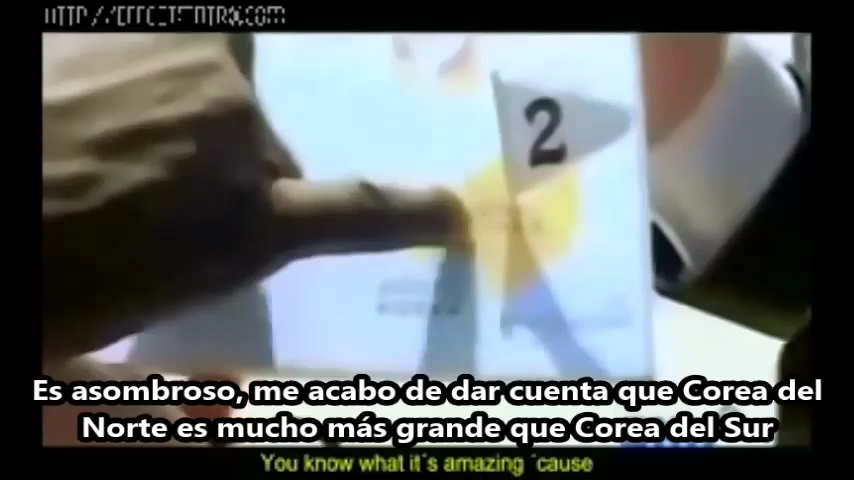 2
Es asombroso, me acabo de dar cuenta que Corea del
Norte es mucho más grande que Corea del Sur
You know what it's amazing 'cause